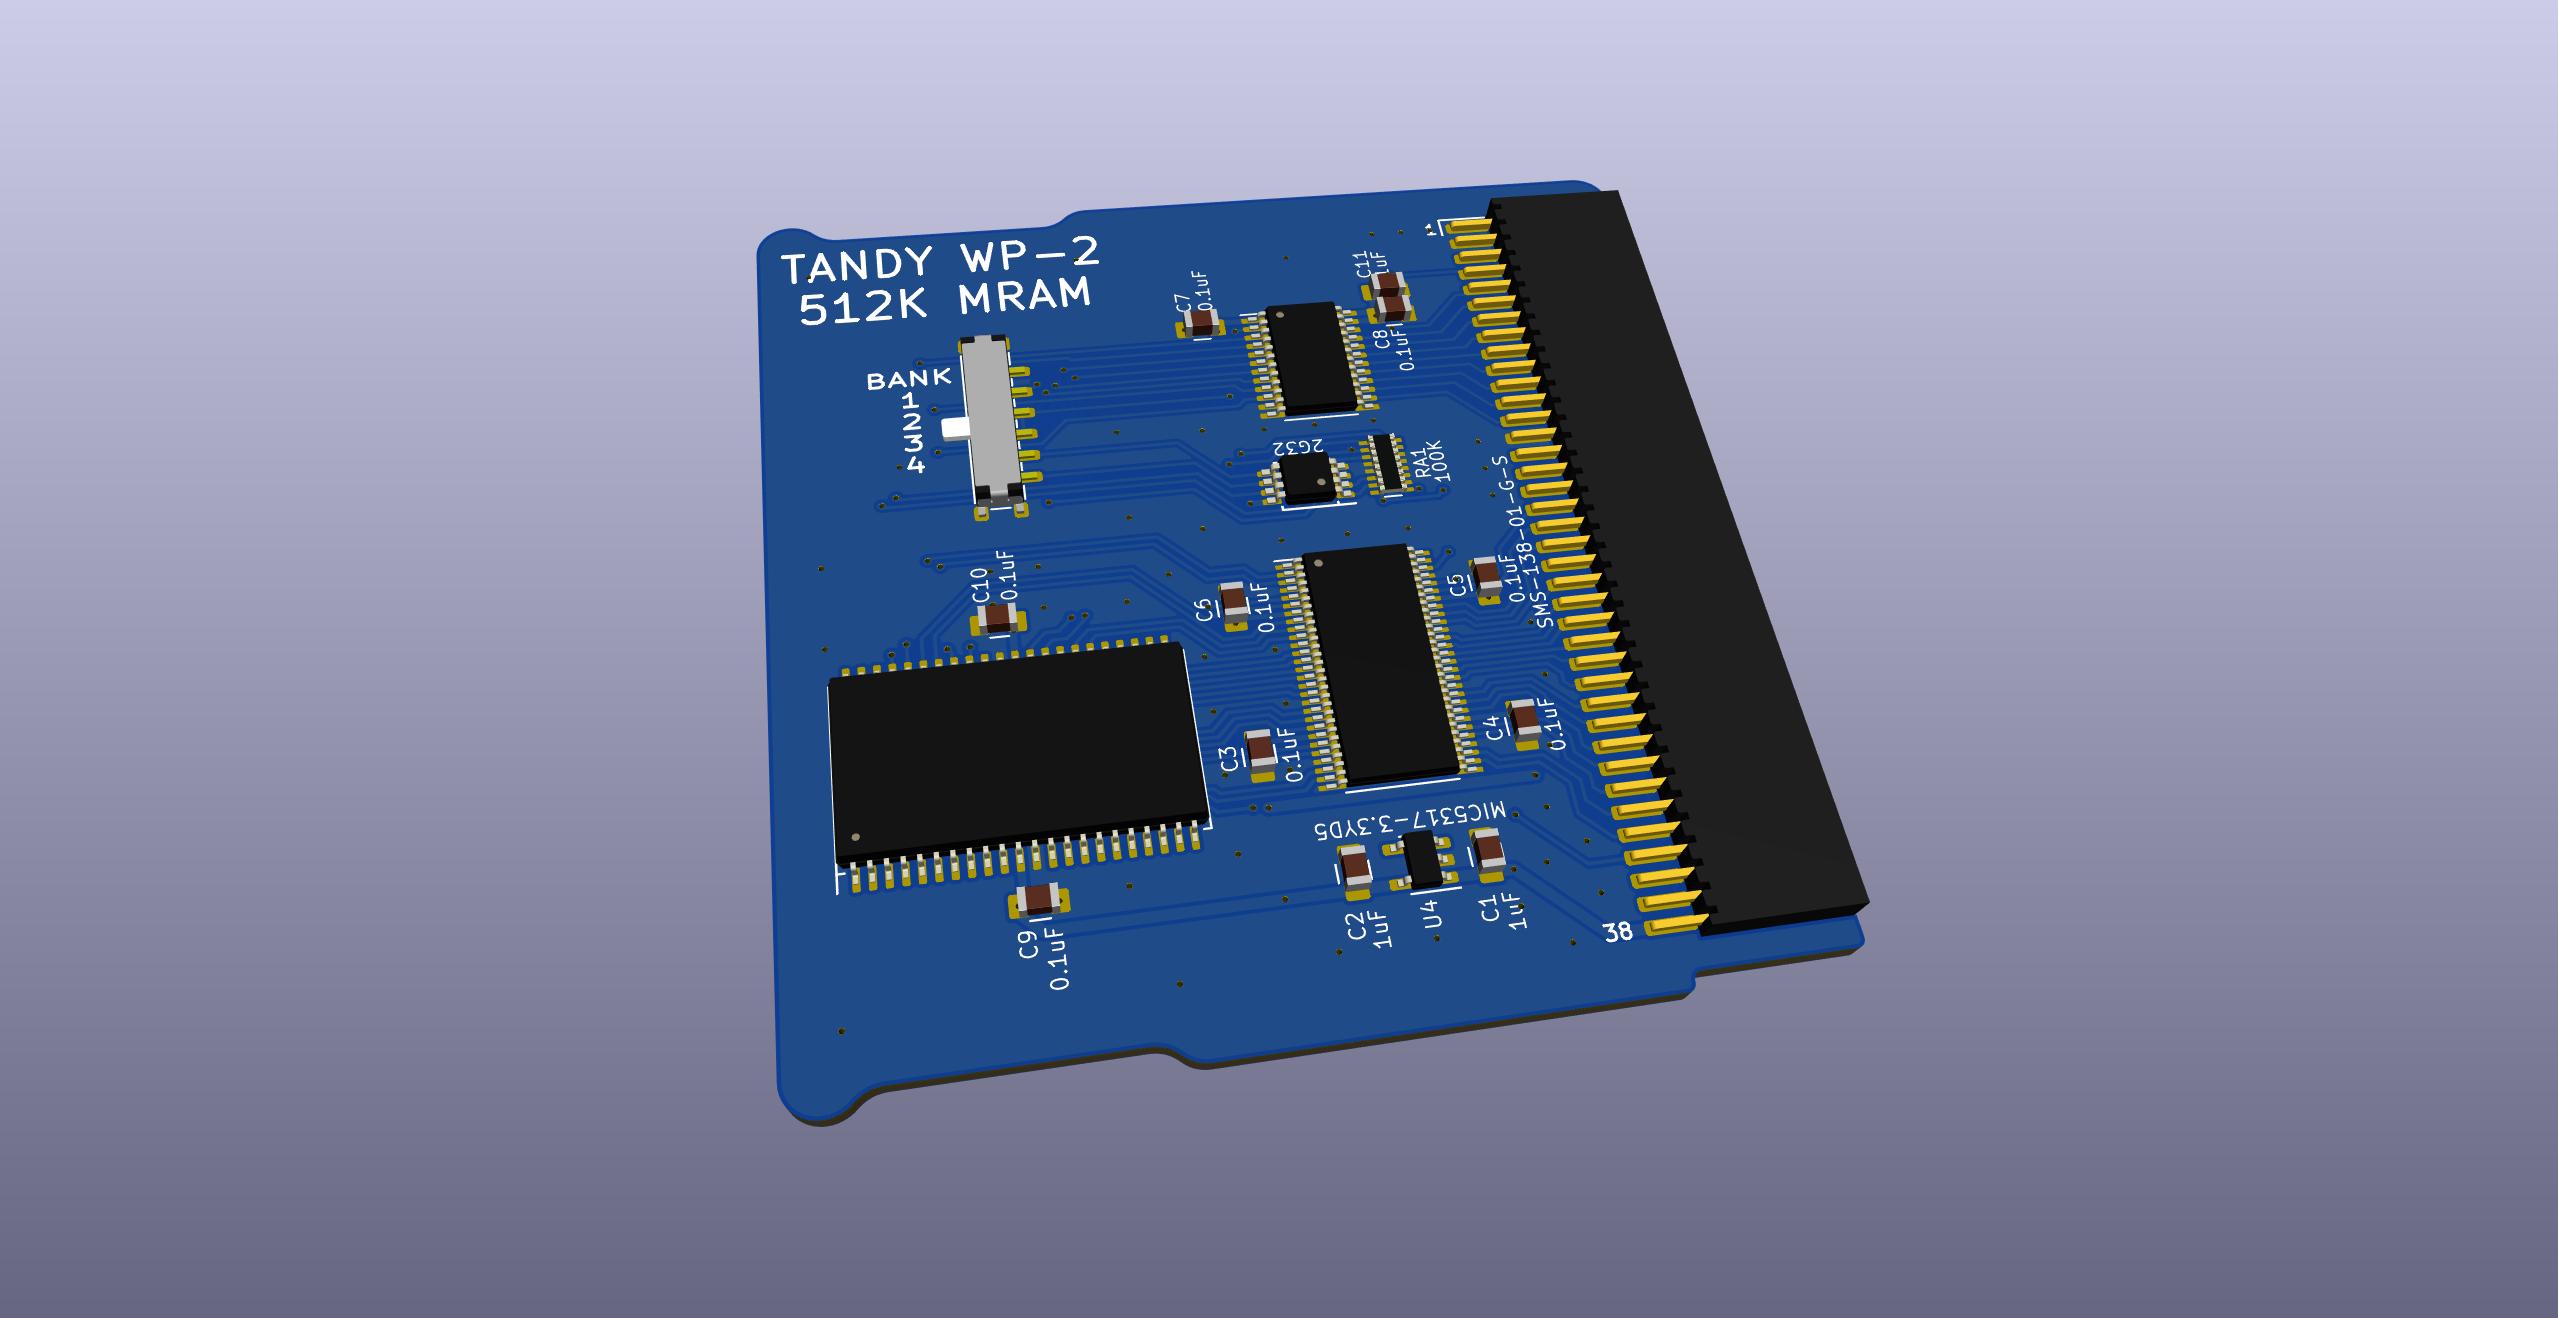 TANDY WP-2
512K MRAM
BANK
1
2
3
4
C7
0.1uF
C11
C8
0.1uF
1
2G32
RA1
100K
SMS-138-01-G-S
C10
0.1uF
C6
0.1uF
C5
0.1uF
C3
0.1uF
C4
0.1uF
MIC5317-3.3YD5
C2
1uF
U4
C1
1uF
C9
0.1uF
38